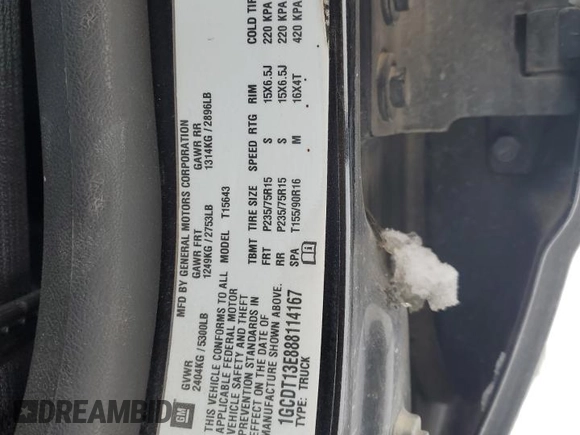 MFD BY GENERAL MOTORS CORPORATION
GVWR GAWR FRT GAWR RR
2404KG / 5300LB 1249KG / 2753LB 1314KG / 2896LB
THIS VEHICLE CONFORMS TO ALL
APPLICABLE FEDERAL MOTOR
VEHICLE SAFETY AND THEFT
PREVENTION STANDARDS IN
EFFECT ON THE DATE OF
MANUFACTURE SHOWN ABOVE.
1GCDT13E888114167
TYPE: TRUCK
MODEL T15643
TBMT TIRE SIZE SPEED RTG RIM COLD TIR
FRT P235/75R15 S 15X6.5J 220 KPA
RR P235/75R15 S 15X6.5J 220 KPA
SPA T155/90R16 M 16X4T 420 KPA
GM
DREAMBID